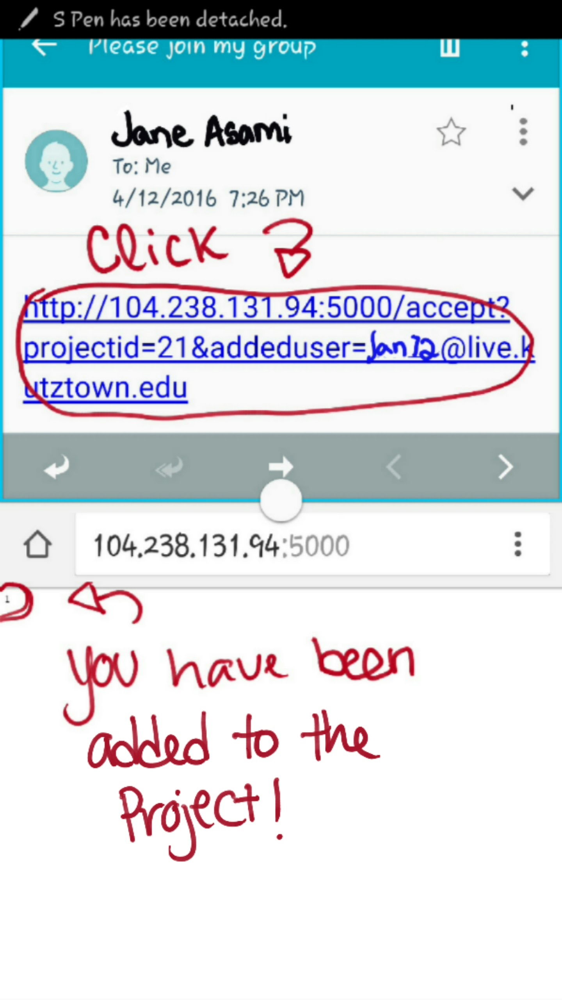 S Pen has been detached.
Please join my group
Jane Asami
To: Me
4/12/2016 7:26 PM
Click
http://104.238.131.94:5000/accept?
projectid=21&addeduser=Jan72@live.k
utztown.edu
104.238.131.94:5000
1
you have been
added to the
Project!